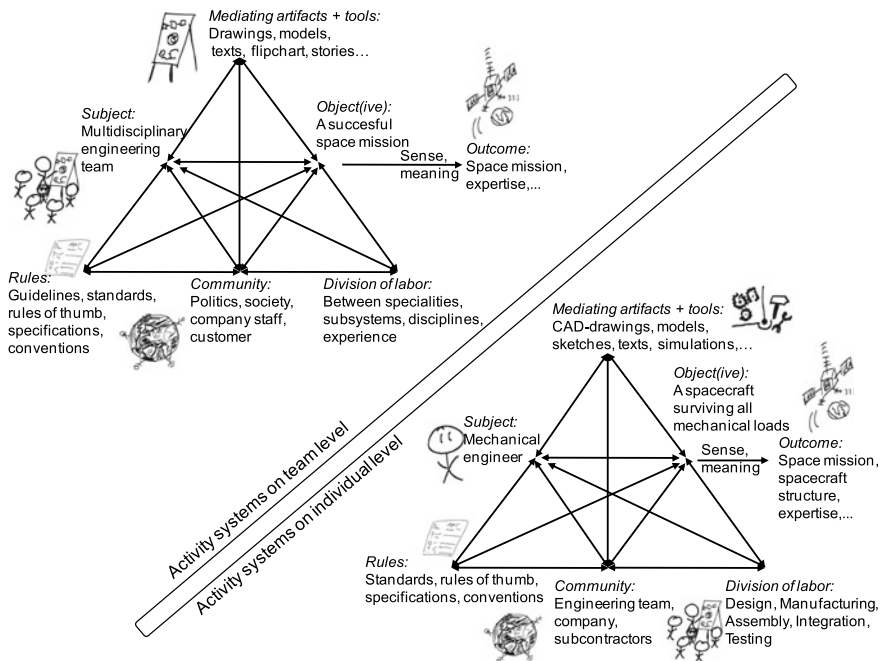 Mediating artifacts + tools:
Drawings, models,
texts, flipchart, stories…
Subject:
Multidisciplinary
engineering
team
Object(ive):
A succesful
space mission
Sense,
meaning
Outcome:
Space mission,
expertise,...
Rules:
Guidelines, standards,
rules of thumb,
specifications,
conventions
Community:
Politics, society,
company staff,
customer
Division of labor:
Between specialities,
subsystems, disciplines,
experience
Activity systems on team level
Activity systems on individual level
Mediating artifacts + tools:
CAD-drawings, models,
sketches, texts, simulations,…
Subject:
Mechanical
engineer
Object(ive):
A spacecraft
surviving all
mechanical loads
Sense,
meaning
Outcome:
Space mission,
spacecraft
structure,
expertise,...
Rules:
Standards, rules of thumb,
specifications, conventions
Community:
Engineering team,
company,
subcontractors
Division of labor:
Design, Manufacturing,
Assembly, Integration,
Testing